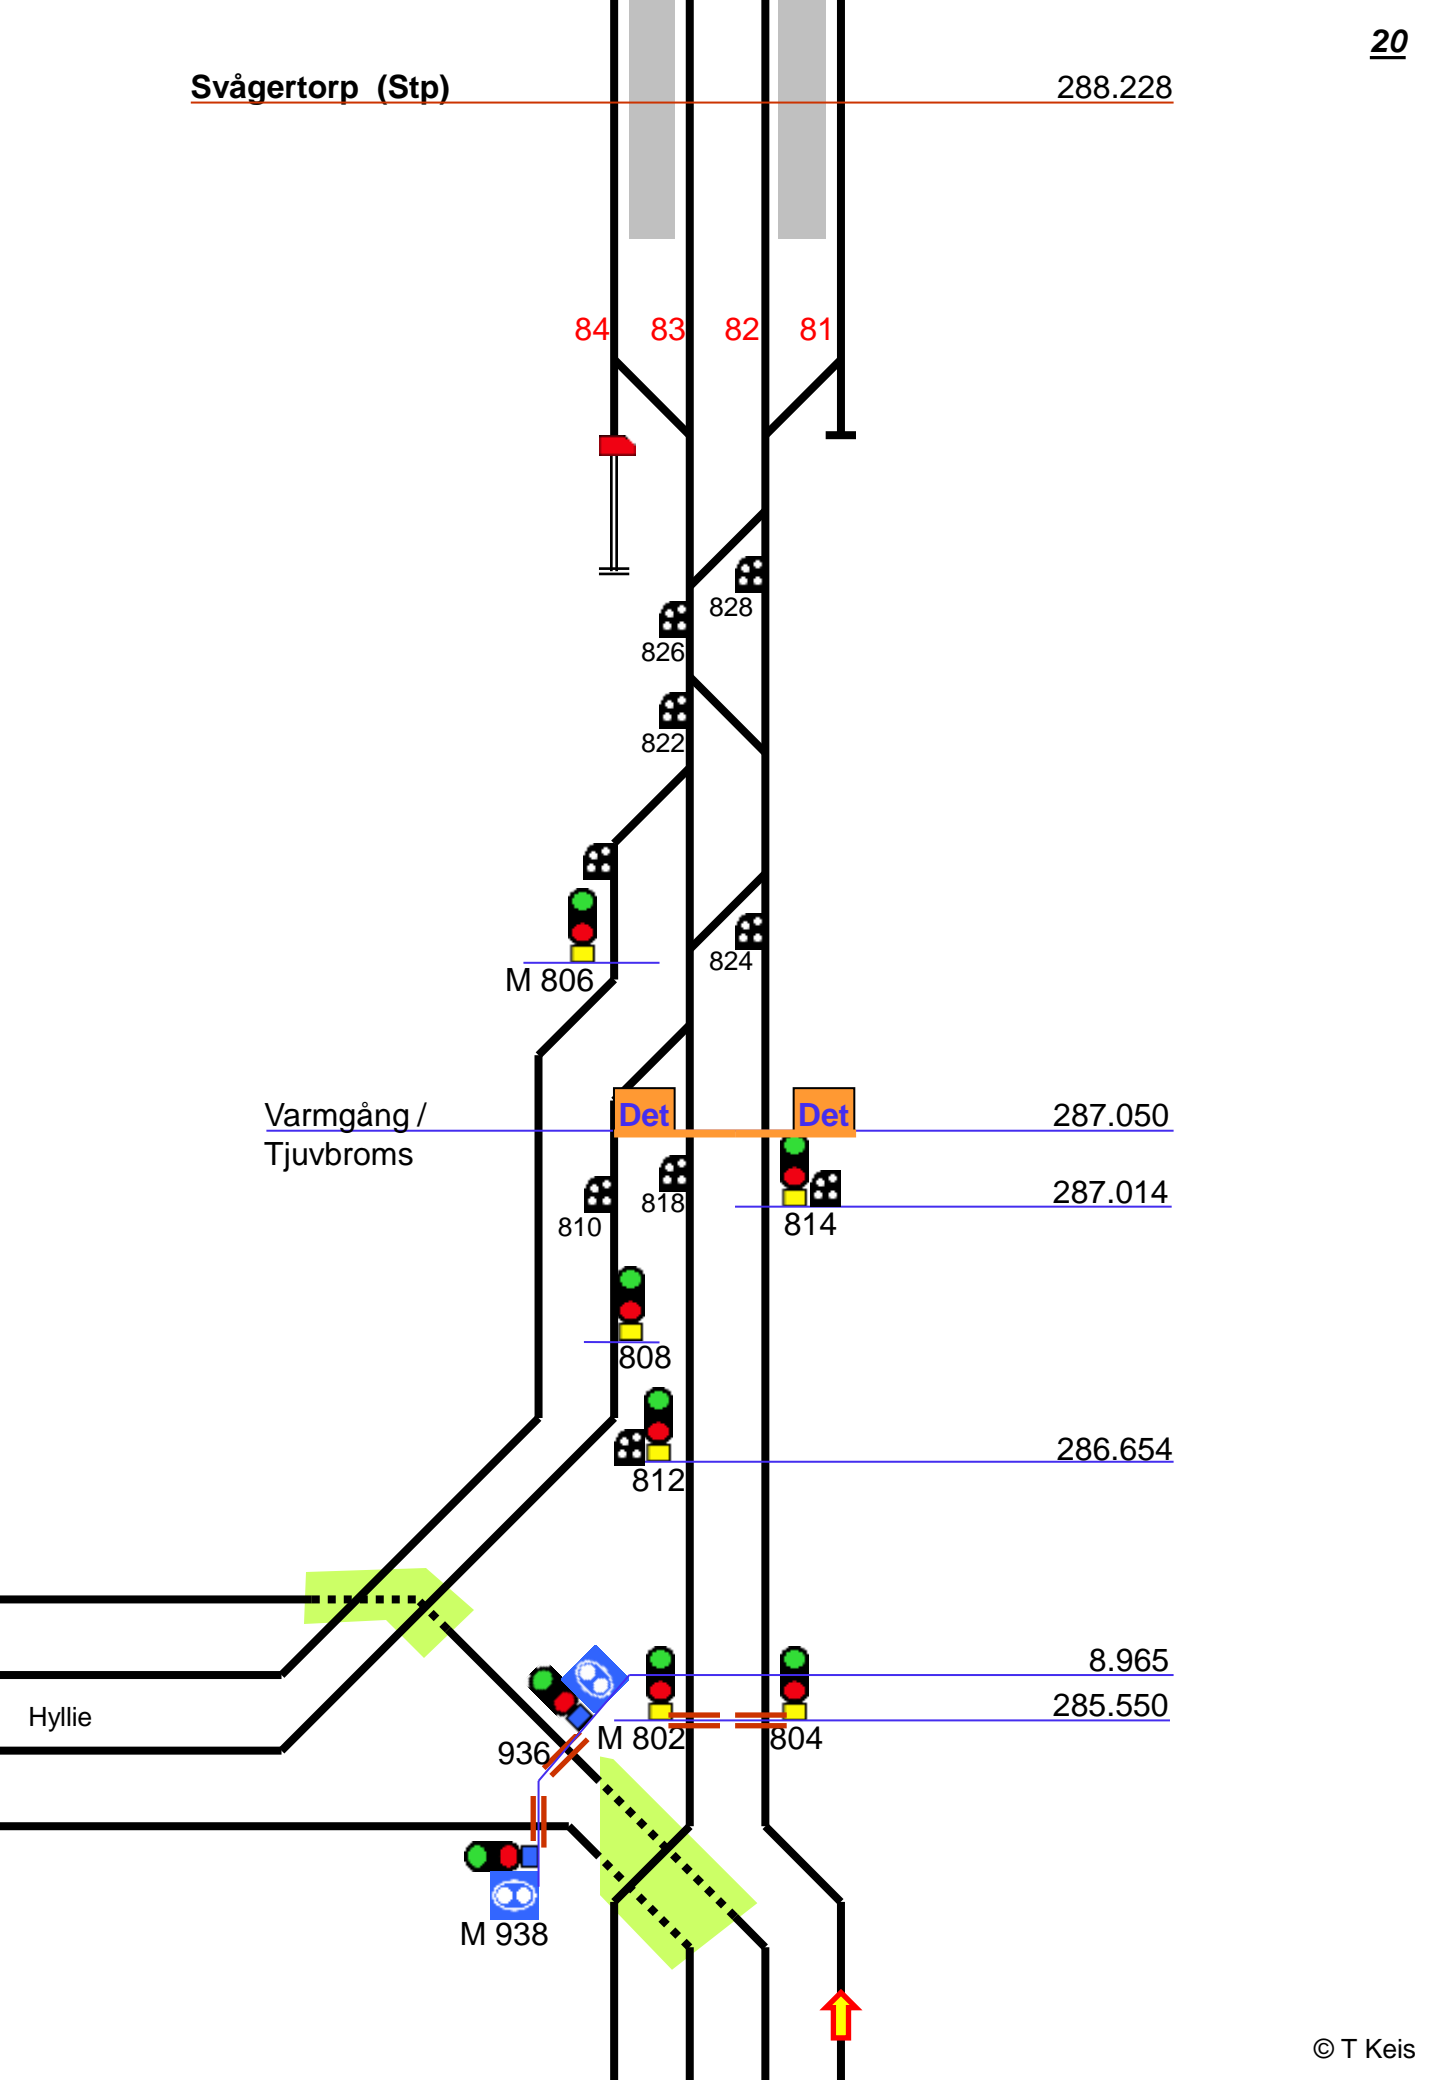 20
Svågertorp (Stp) 288.228
84 83 82 81
828
826
822
824
M 806
Varmgång / Det Det 287.050
Tjuvbroms
287.014
818
810 814
808
286.654
812
8.965
285.550
Hyllie
M 802 804
936
M 938
© T Keis